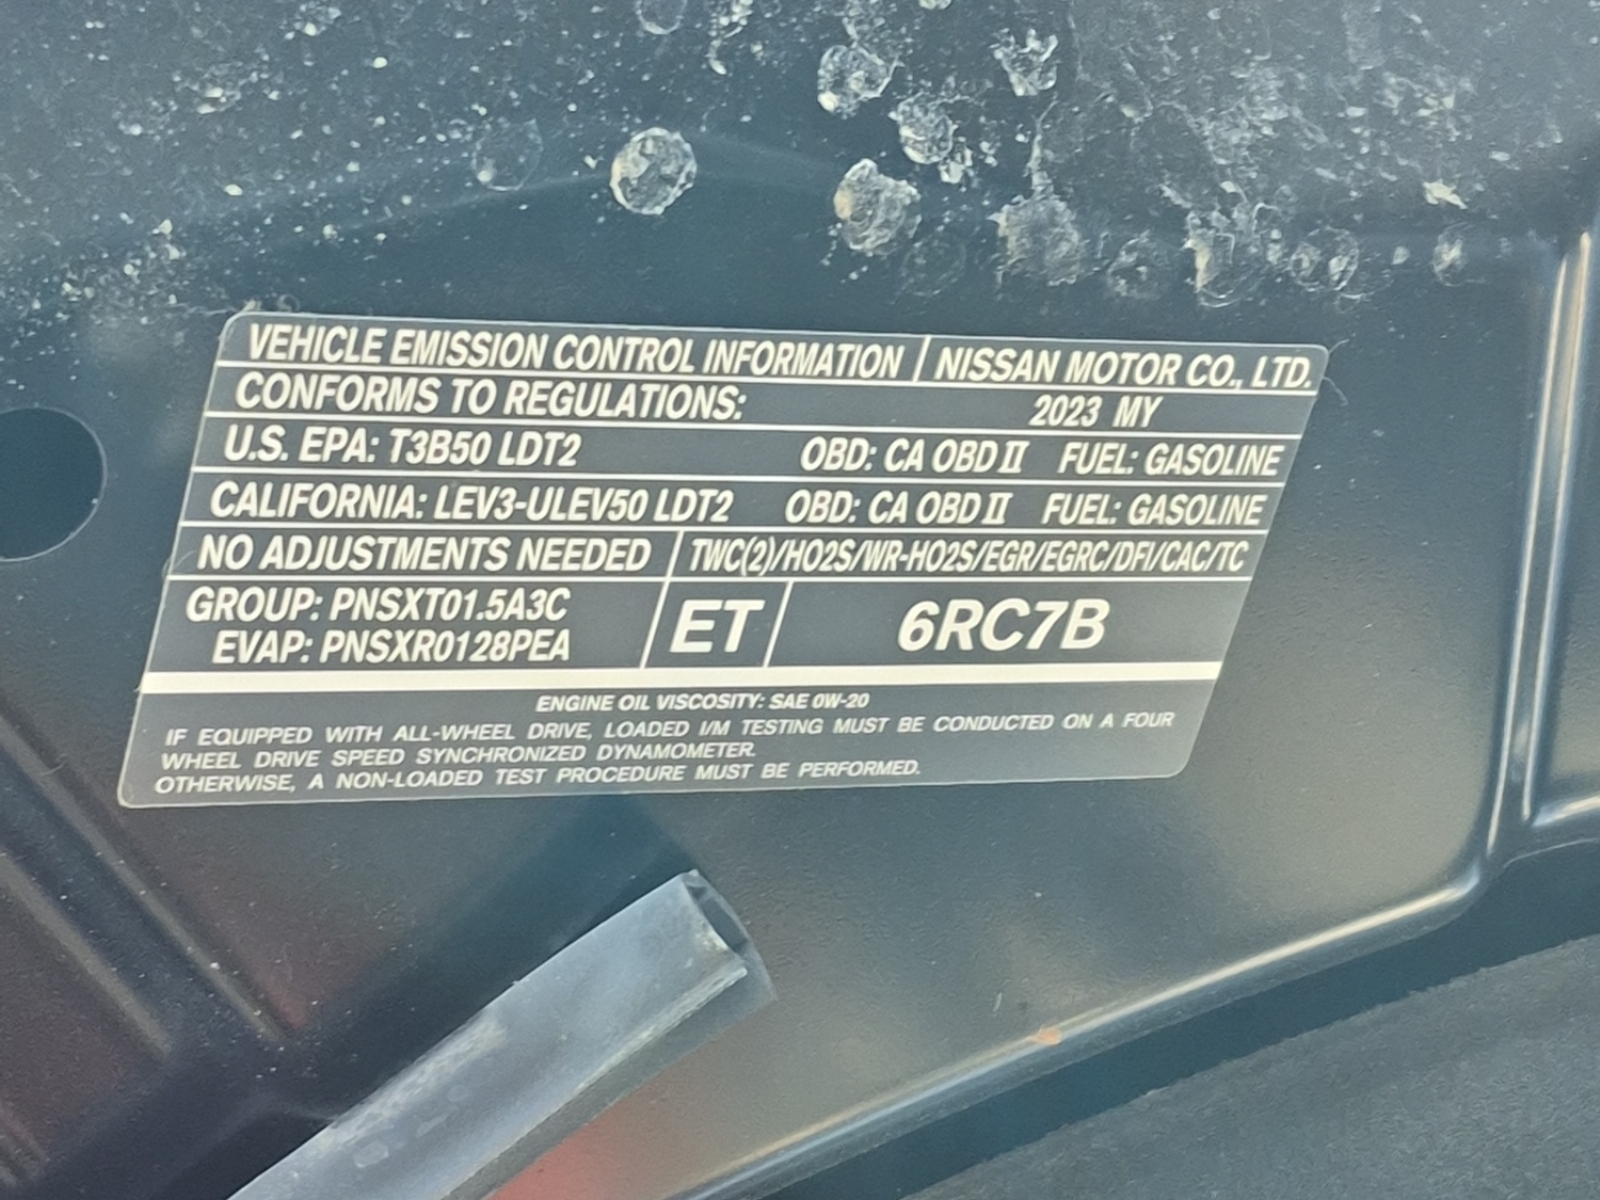 VEHICLE EMISSION CONTROL INFORMATION NISSAN MOTOR CO., LTD.
CONFORMS TO REGULATIONS: 2023 MY
U.S. EPA: T3B50 LDT2 OBD: CA OBD II FUEL: GASOLINE
CALIFORNIA: LEV3-ULEV50 LDT2 OBD: CA OBD II FUEL: GASOLINE
NO ADJUSTMENTS NEEDED TWC(2)/HO2S/WR-HO2S/EGR/EGRC/DFI/CAC/TC
GROUP: PNSXT01.5A3C
EVAP: PNSXR0128PEA
ET 6RC7B
ENGINE OIL VISCOSITY: SAE 0W-20
IF EQUIPPED WITH ALL-WHEEL DRIVE, LOADED I/M TESTING MUST BE CONDUCTED ON A FOUR
WHEEL DRIVE SPEED SYNCHRONIZED DYNAMOMETER.
OTHERWISE, A NON-LOADED TEST PROCEDURE MUST BE PERFORMED.